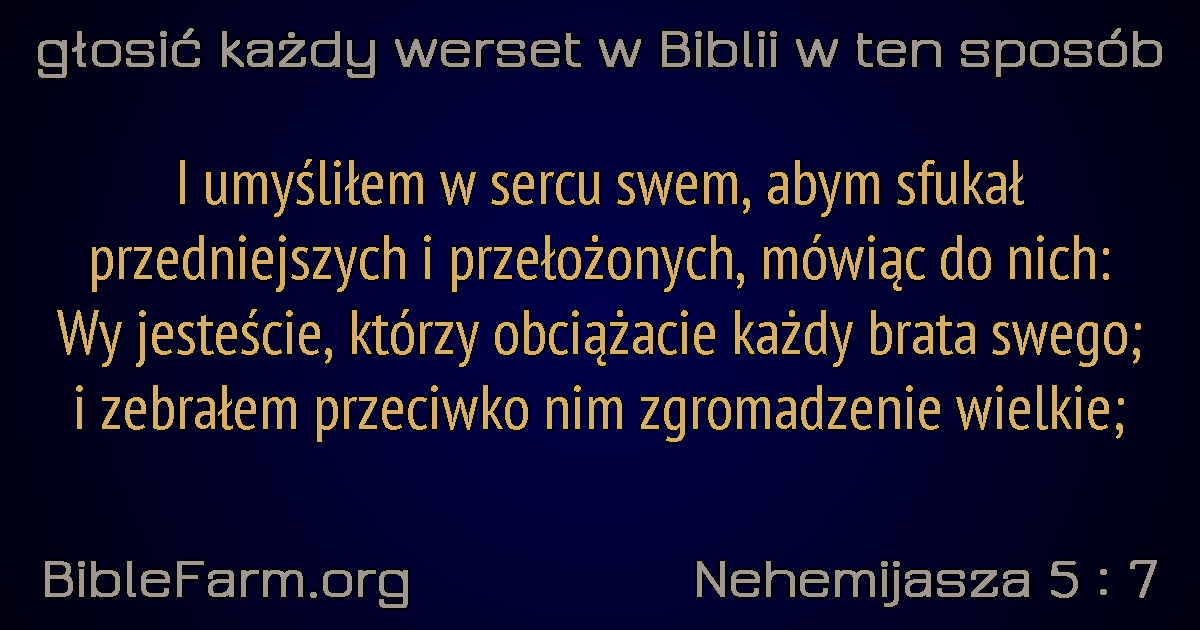 głosić każdy werset w Biblii w ten sposób
I umyśliłem w sercu swem, abym sfukał
przedniejszych i przełożonych, mówiąc do nich:
Wy jesteście, którzy obciążacie każdy brata swego;
i zebrałem przeciwko nim zgromadzenie wielkie;
BibleFarm.org
Nehemijasza 5 : 7